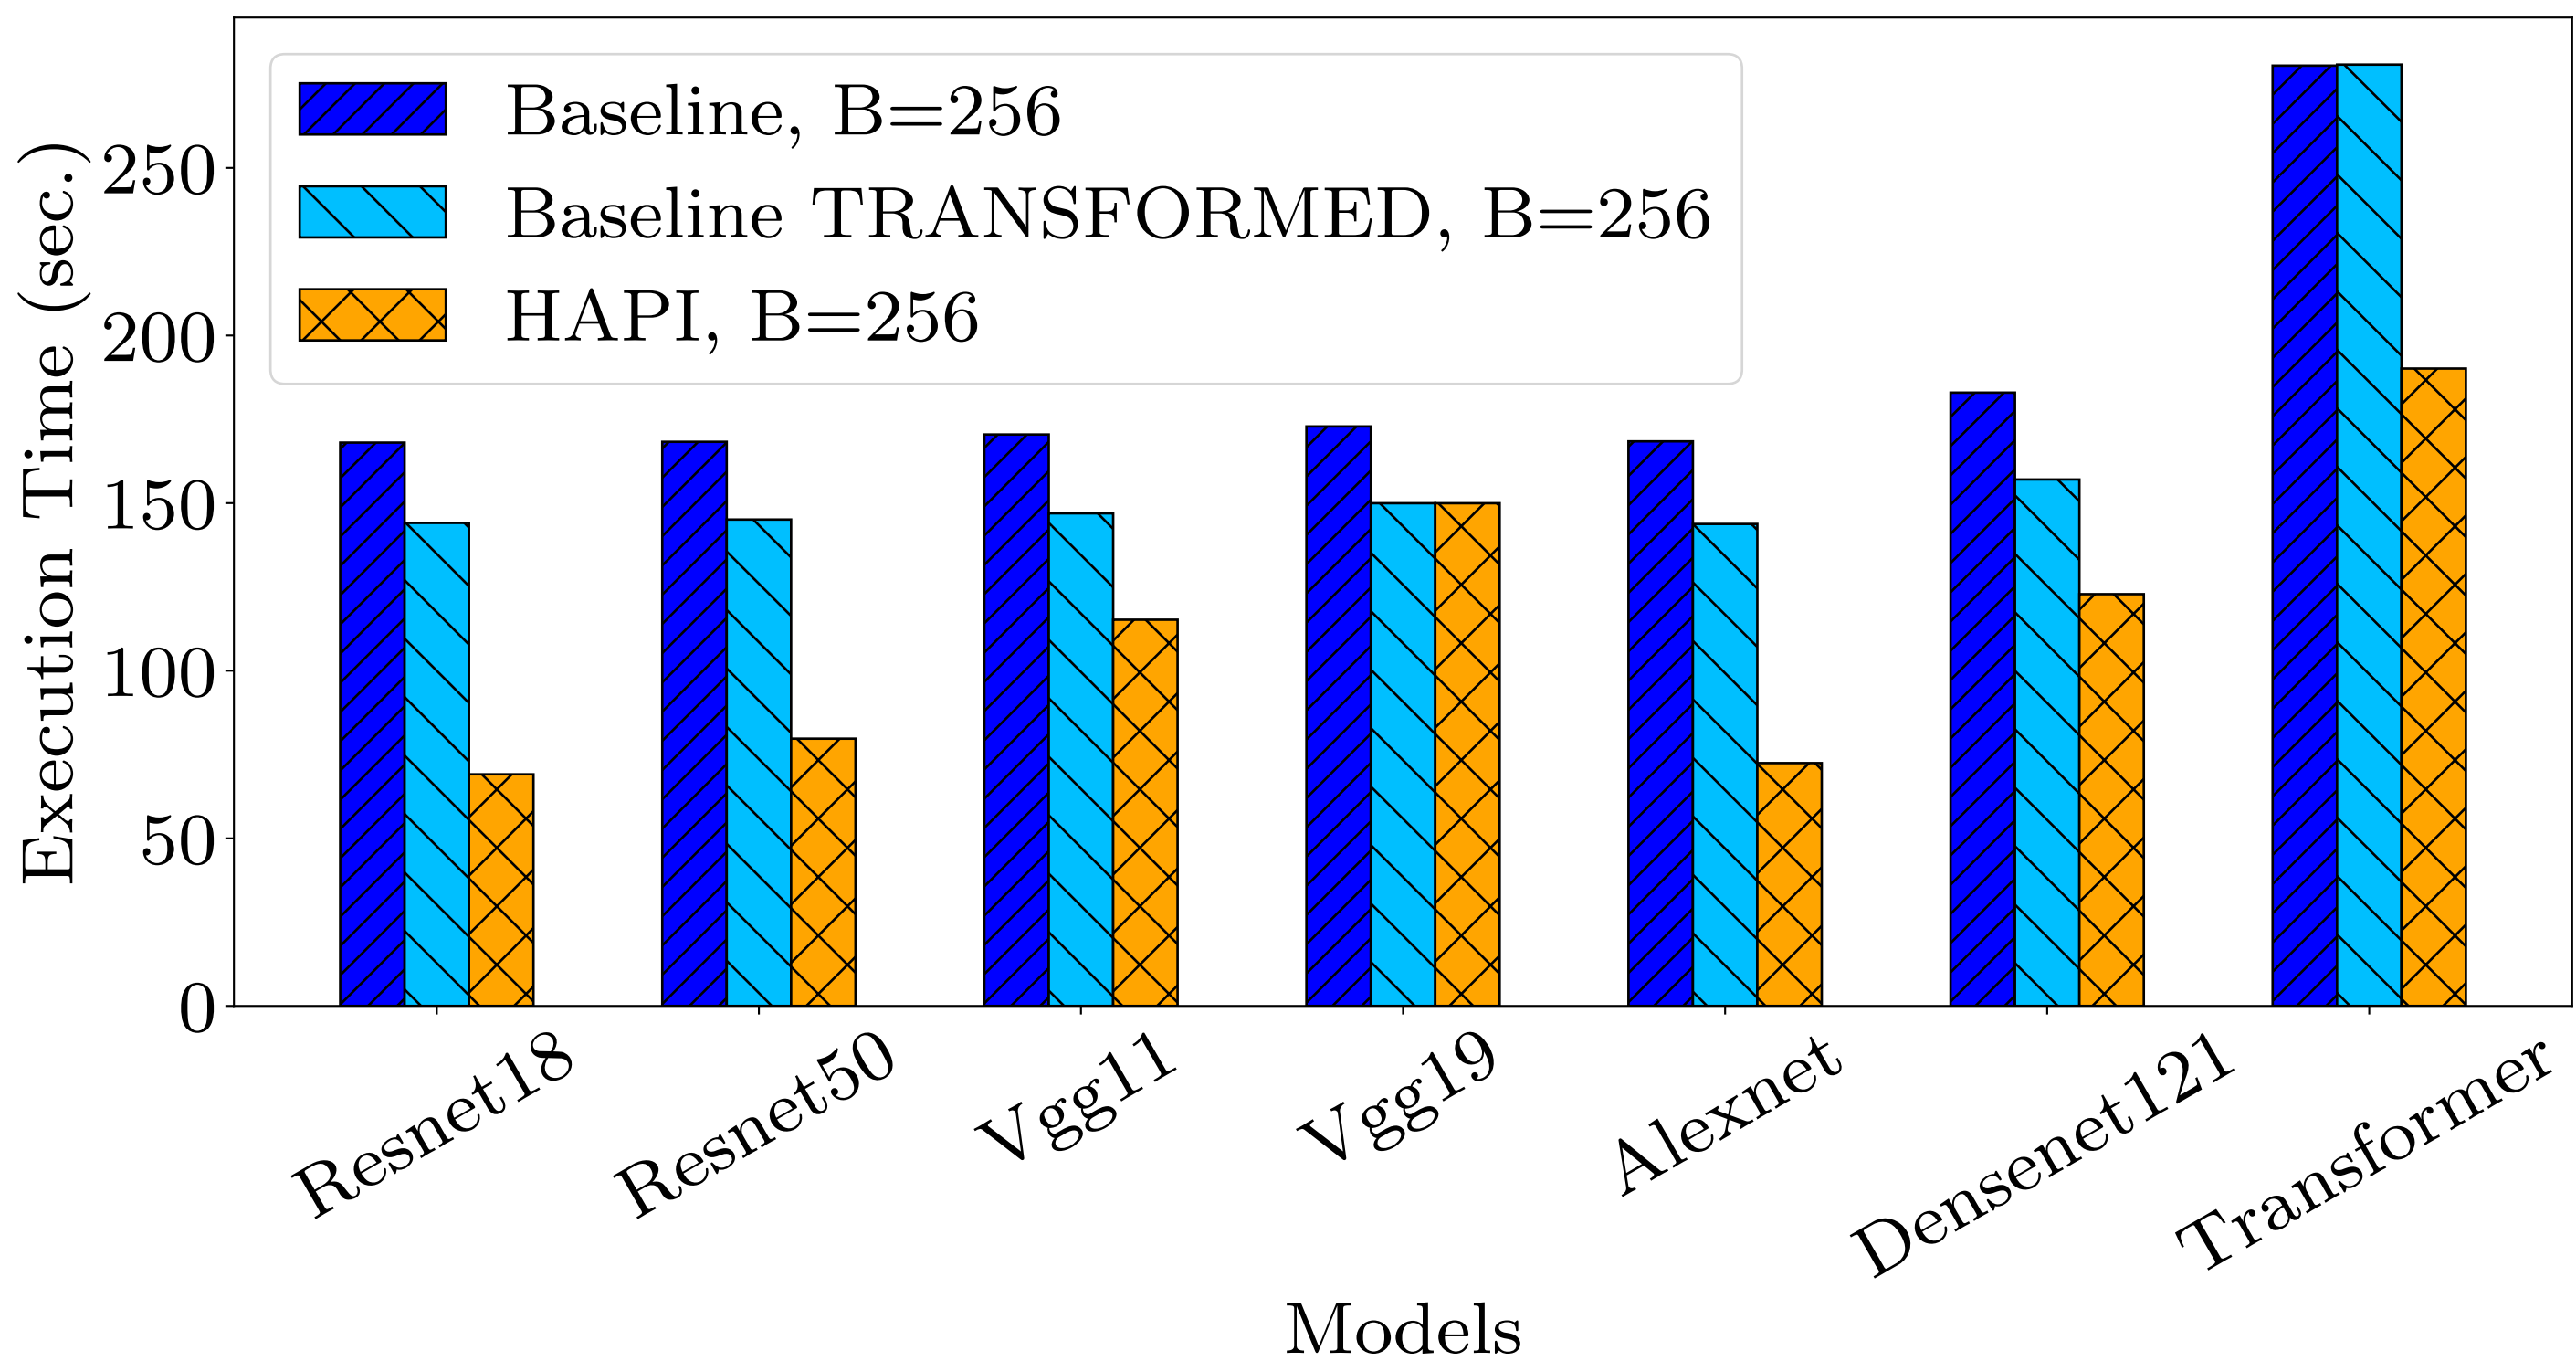 Baseline, B=256
Baseline TRANSFORMED, B=256
HAPI, B=256
Execution Time (sec.)
250
200
150
100
50
0
Resnet18
Resnet50
Vgg11
Vgg19
Alexnet
Densenet121
Transformer
Models